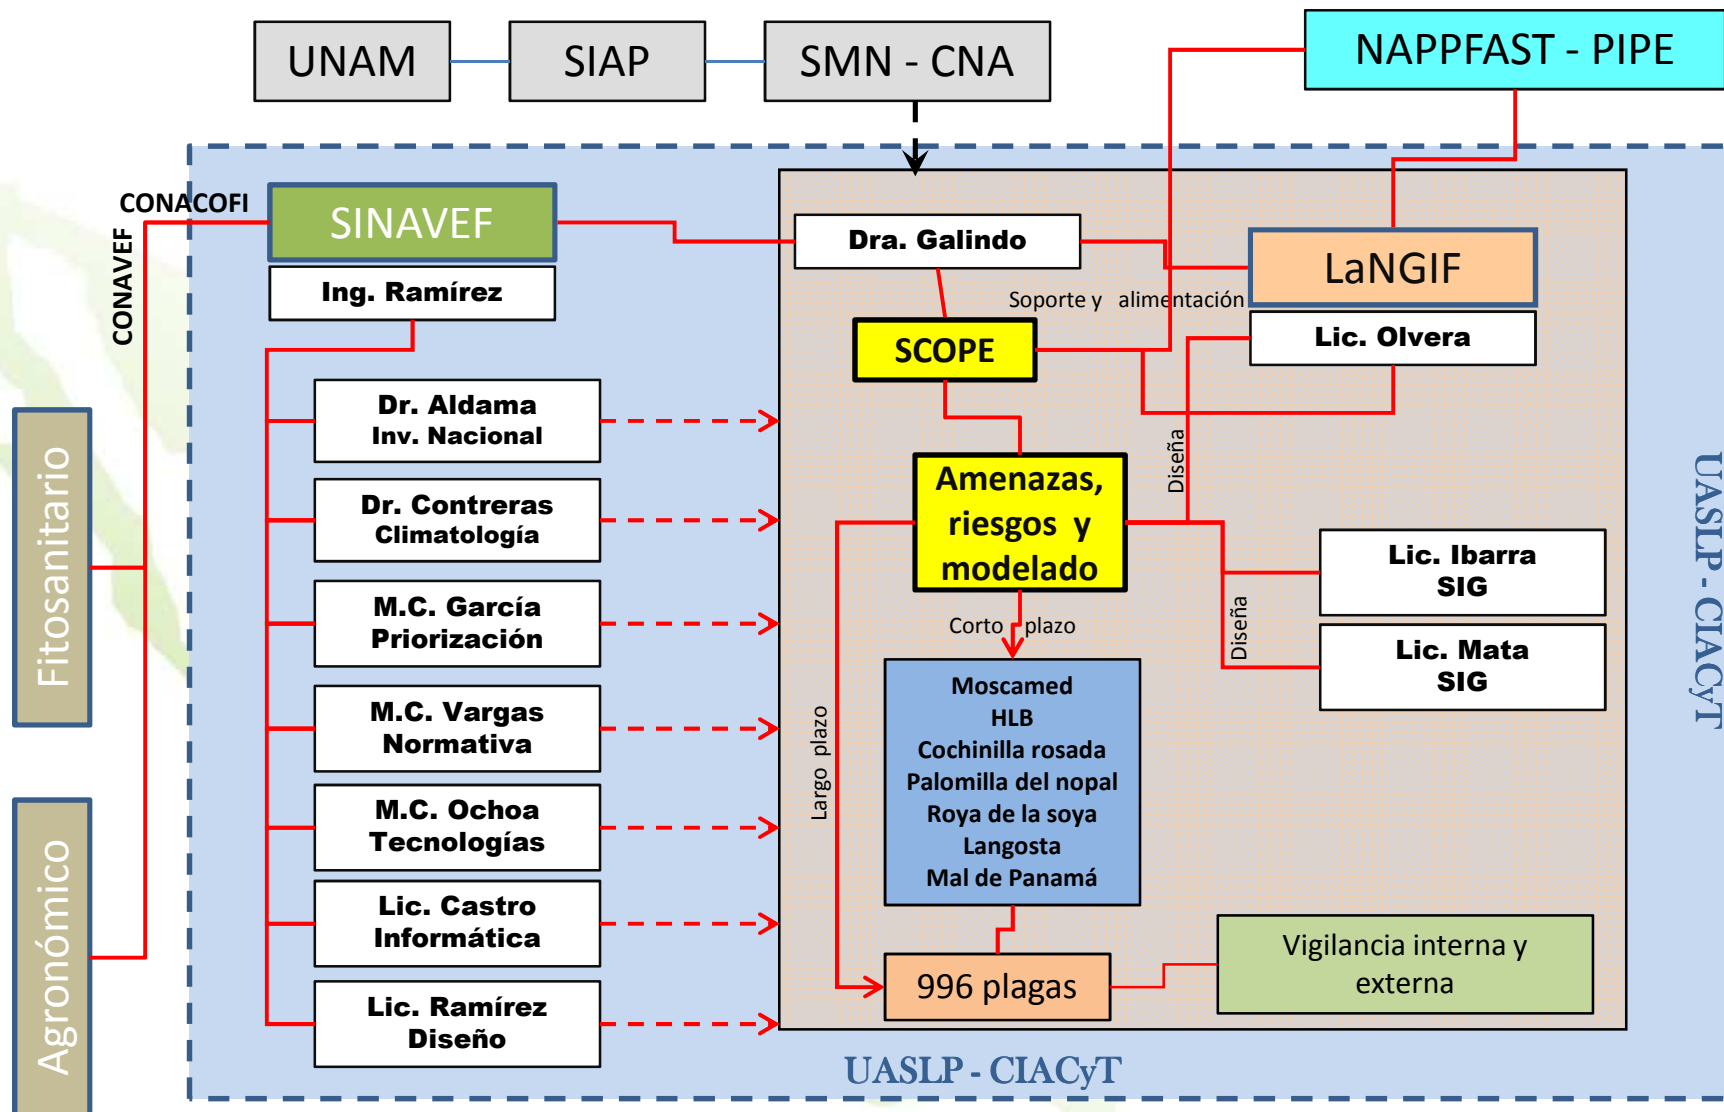 UNAM
SIAP
SMN - CNA
NAPPFAST - PIPE
CONACOFI
CONAVEF
SINAVEF
Ing. Ramírez
Dra. Galindo
LaNGIF
Lic. Olvera
Soporte y alimentación
SCOPE
Fitosanitario
Agronómico
Dr. Aldama
Inv. Nacional
Dr. Contreras
Climatología
M.C. García
Priorización
M.C. Vargas
Normativa
M.C. Ochoa
Tecnologías
Lic. Castro
Informática
Lic. Ramírez
Diseño
Amenazas,
riesgos y
modelado
Diseña
Diseña
Lic. Ibarra
SIG
Lic. Mata
SIG
Corto plazo
Largo plazo
Moscamed
HLB
Cochinilla rosada
Palomilla del nopal
Roya de la soya
Langosta
Mal de Panamá
996 plagas
Vigilancia interna y
externa
UASLP - CIACyT
UASLP - CIACyT